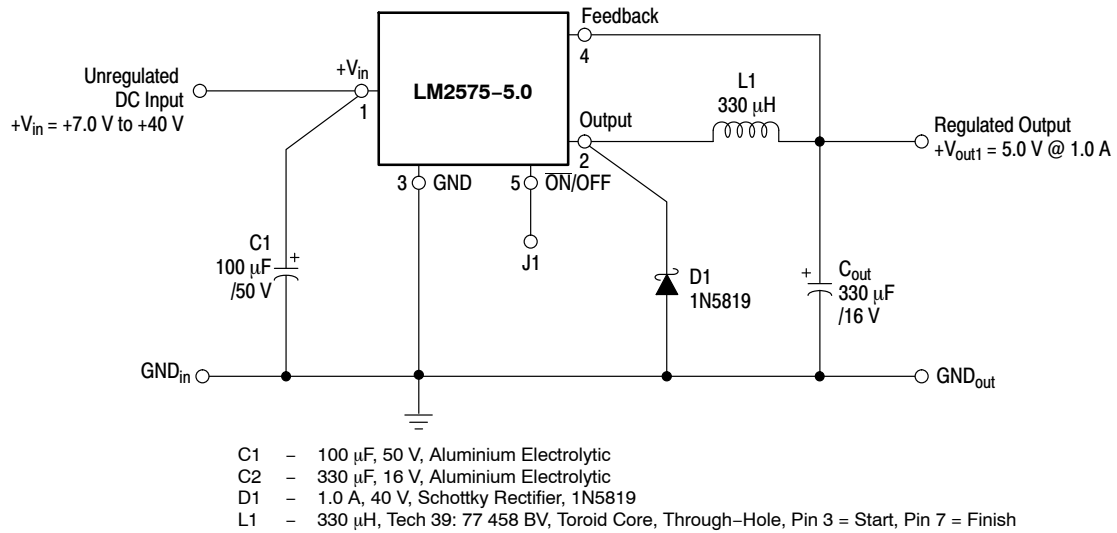 Feedback
4
Unregulated
DC Input
+Vin = +7.0 V to +40 V
+Vin
1
LM2575–5.0
L1
330 μH
Output
2
Regulated Output
+Vout1 = 5.0 V @ 1.0 A
3
GND
5
ON/OFF
J1
C1
100 μF
/50 V
+
D1
1N5819
+
Cout
330 μF
/16 V
GNDin
GNDout
C1 – 100 μF, 50 V, Aluminium Electrolytic
C2 – 330 μF, 16 V, Aluminium Electrolytic
D1 – 1.0 A, 40 V, Schottky Rectifier, 1N5819
L1 – 330 μH, Tech 39: 77 458 BV, Toroid Core, Through–Hole, Pin 3 = Start, Pin 7 = Finish